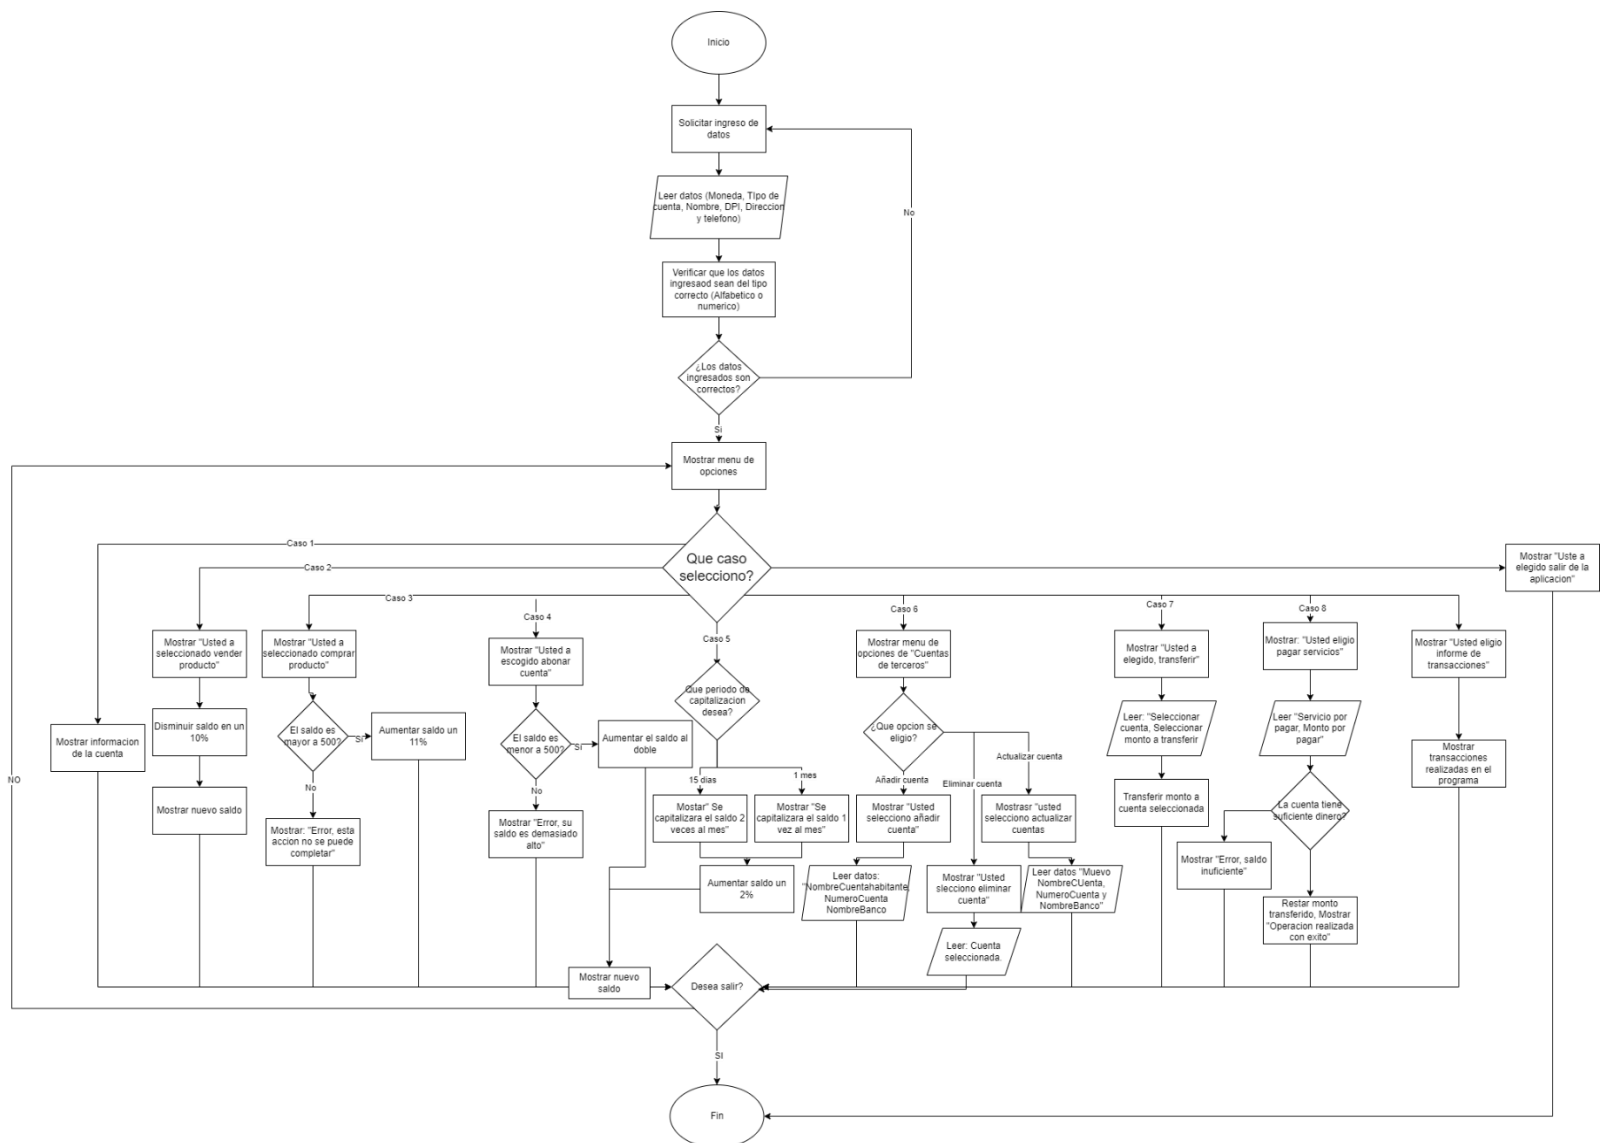 Inicio
Solicitar ingreso de
datos
Leer datos (Moneda, TIpo de
cuenta, Nombre, DPI, Direccion
y telefono)
No
Verificar que los datos
ingresaod sean del tipo
correcto (Alfabetico o
numerico)
¿Los datos
ingresados son
correctos?
Si
Mostrar menu de
opciones
Que caso
selecciono?
Caso 1
Mostrar informacion
de la cuenta
Caso 2
Mostrar "Usted a
seleccionado vender
producto"
Disminuir saldo en un
10%
Mostrar nuevo saldo
Caso 3
Mostrar "Usted a
seleccionado comprar
producto"
El saldo es
mayor a 500?
Sí
Aumentar saldo un
11%
No
Mostrar: "Error, esta
accion no se puede
completar"
Caso 4
Mostrar "Usted a
escogido abonar
cuenta"
El saldo es
menor a 500?
Sí
Aumentar el saldo al
doble
No
Mostrar "Error, su
saldo es demasiado
alto"
Caso 5
Que periodo de
capitalizacion
desea?
15 dias
1 mes
Mostar" Se
capitalizara el saldo 2
veces al mes"
Mostrar "Se
capitalizara el saldo 1
vez al mes"
Aumentar saldo un
2%
Mostrar nuevo
saldo
Caso 6
Mostrar menu de
opciones de "Cuentas
de terceros"
¿Que opcion se
eligio?
Añadir cuenta
Eliminar cuenta
Actualizar cuenta
Mostrar "Usted
selecciono añadir
cuenta"
Leer datos:
"NombreCuentahabitante,
NumeroCuenta
NombreBanco
Mostrar "Usted
slecciono eliminar
cuenta"
Leer: Cuenta
seleccionada.
Mostrasr "usted
selecciono actualizar
cuentas
Leer datos "Muevo
NombreCUenta,
NumeroCuenta y
NombreBanco"
Caso 7
Mostrar "Usted a
elegido, transferir"
Leer: "Seleccionar
cuenta, Seleccionar
monto a transferir
Transferir monto a
cuenta seleccionada
Caso 8
Mostrar: "Usted eligio
pagar servicios"
Leer "Servicio por
pagar, Monto por
pagar"
La cuenta tiene
suficiente dinero?
Mostrar "Error, saldo
inuficiente"
Restar monto
transferido, Mostrar
"Operacion realizada
con exito"
Mostrar "Usted eligio
informe de
transacciones"
Mostrar
transacciones
realizadas en el
programa
Mostrar "Uste a
elegido salir de la
aplicacion"
NO
Desea salir?
SI
Fin